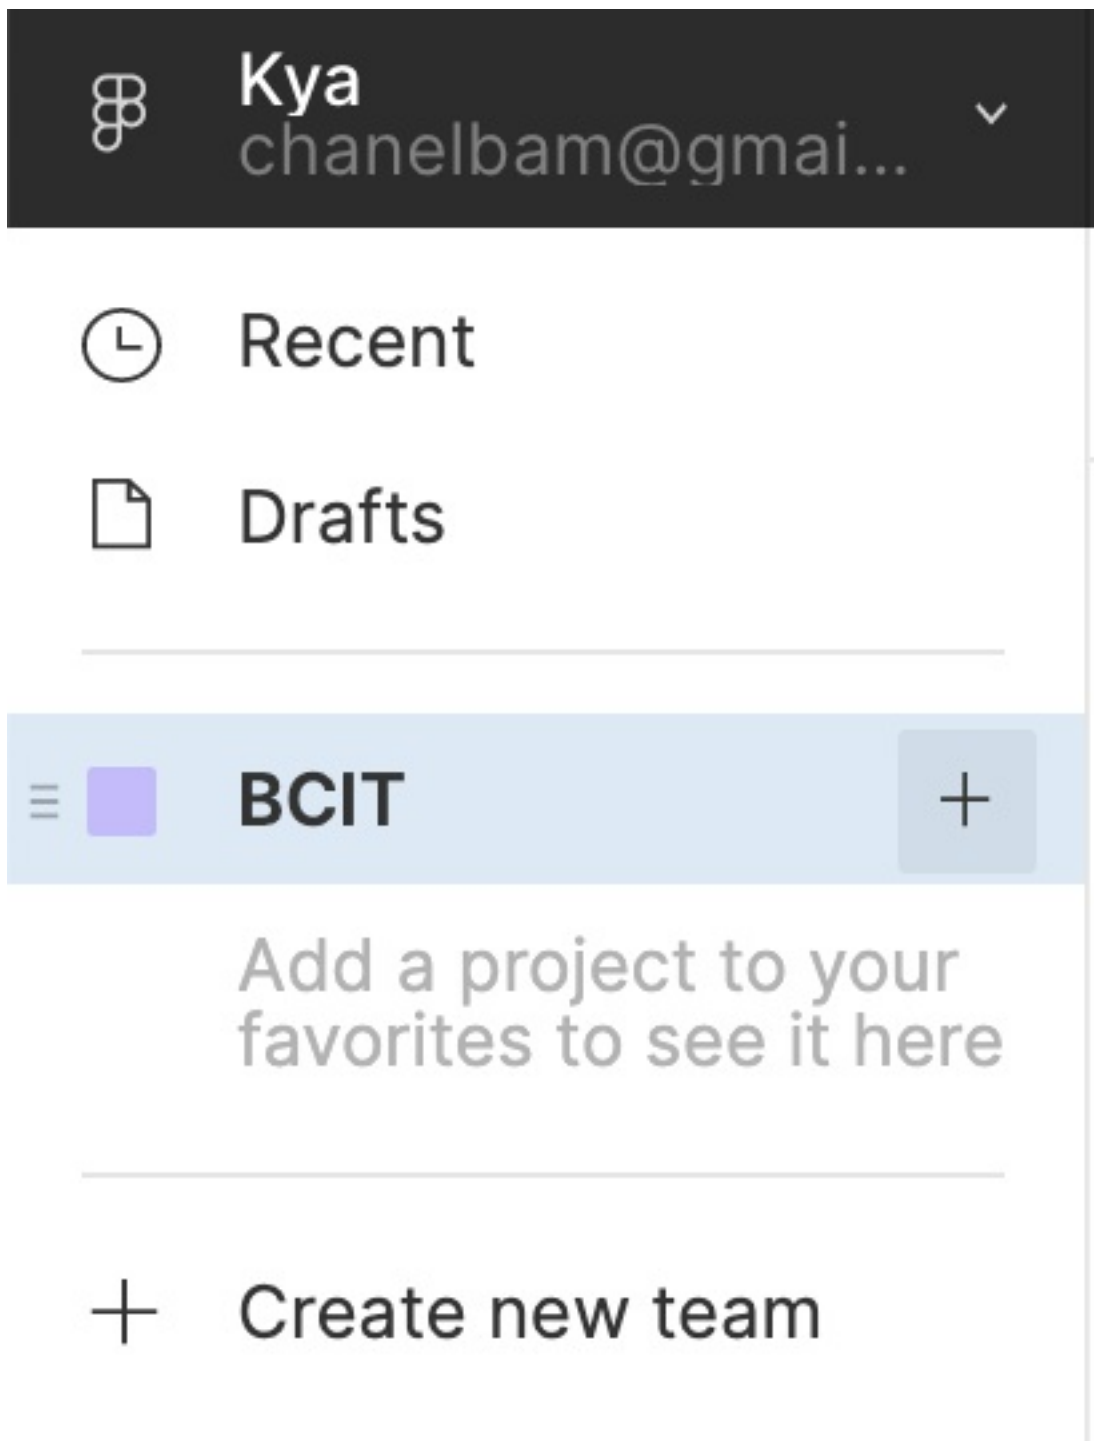 Kya
chanelbam@gmai...
Recent
Drafts
BCIT
Add a project to your
favorites to see it here
Create new team